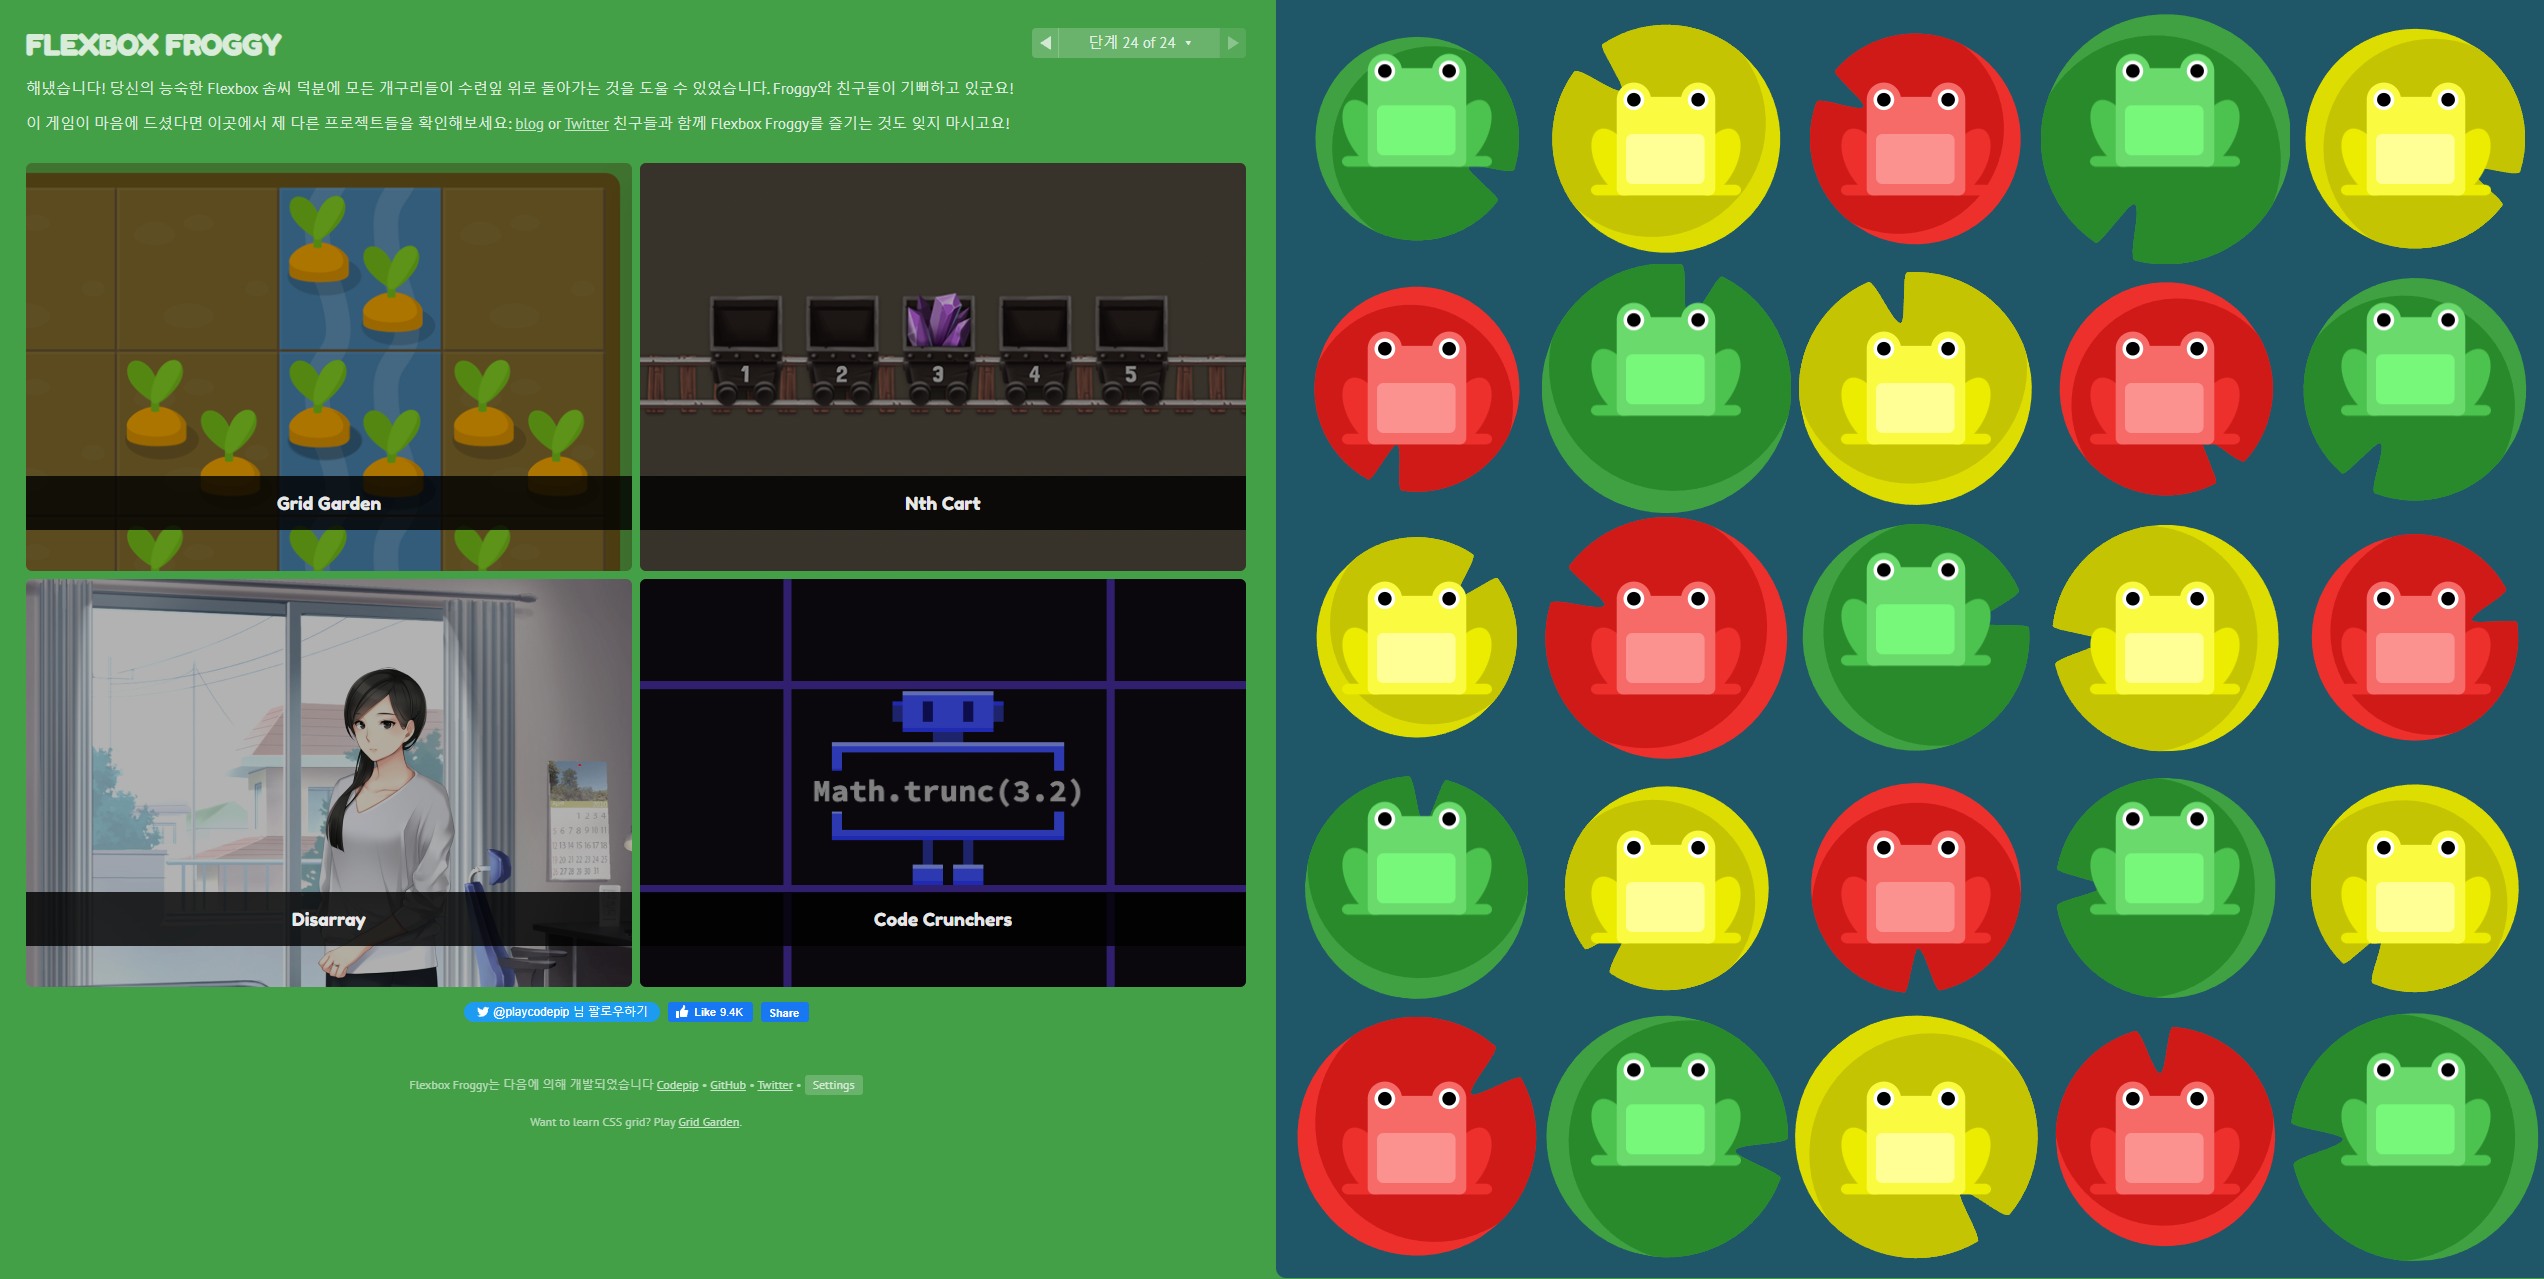 FLEXBOX FROGGY
단계 24 of 24
해냈습니다! 당신의 능숙한 Flexbox 솜씨 덕분에 모든 개구리들이 수련잎 위로 돌아가는 것을 도울 수 있었습니다. Froggy와 친구들이 기뻐하고 있군요!
이 게임이 마음에 드셨다면 이곳에서 제 다른 프로젝트들을 확인해보세요: blog or Twitter 친구들과 함께 Flexbox Froggy를 즐기는 것도 잊지 마시고요!
1 2 3 4 5
Grid Garden
Nth Cart
Math.trunc(3.2)
Disarray
Code Crunchers
@playcodepip 님 팔로우하기
Like 9.4K
Share
Flexbox Froggy는 다음에 의해 개발되었습니다 Codepip • GitHub • Twitter • Settings
Want to learn CSS grid? Play Grid Garden.